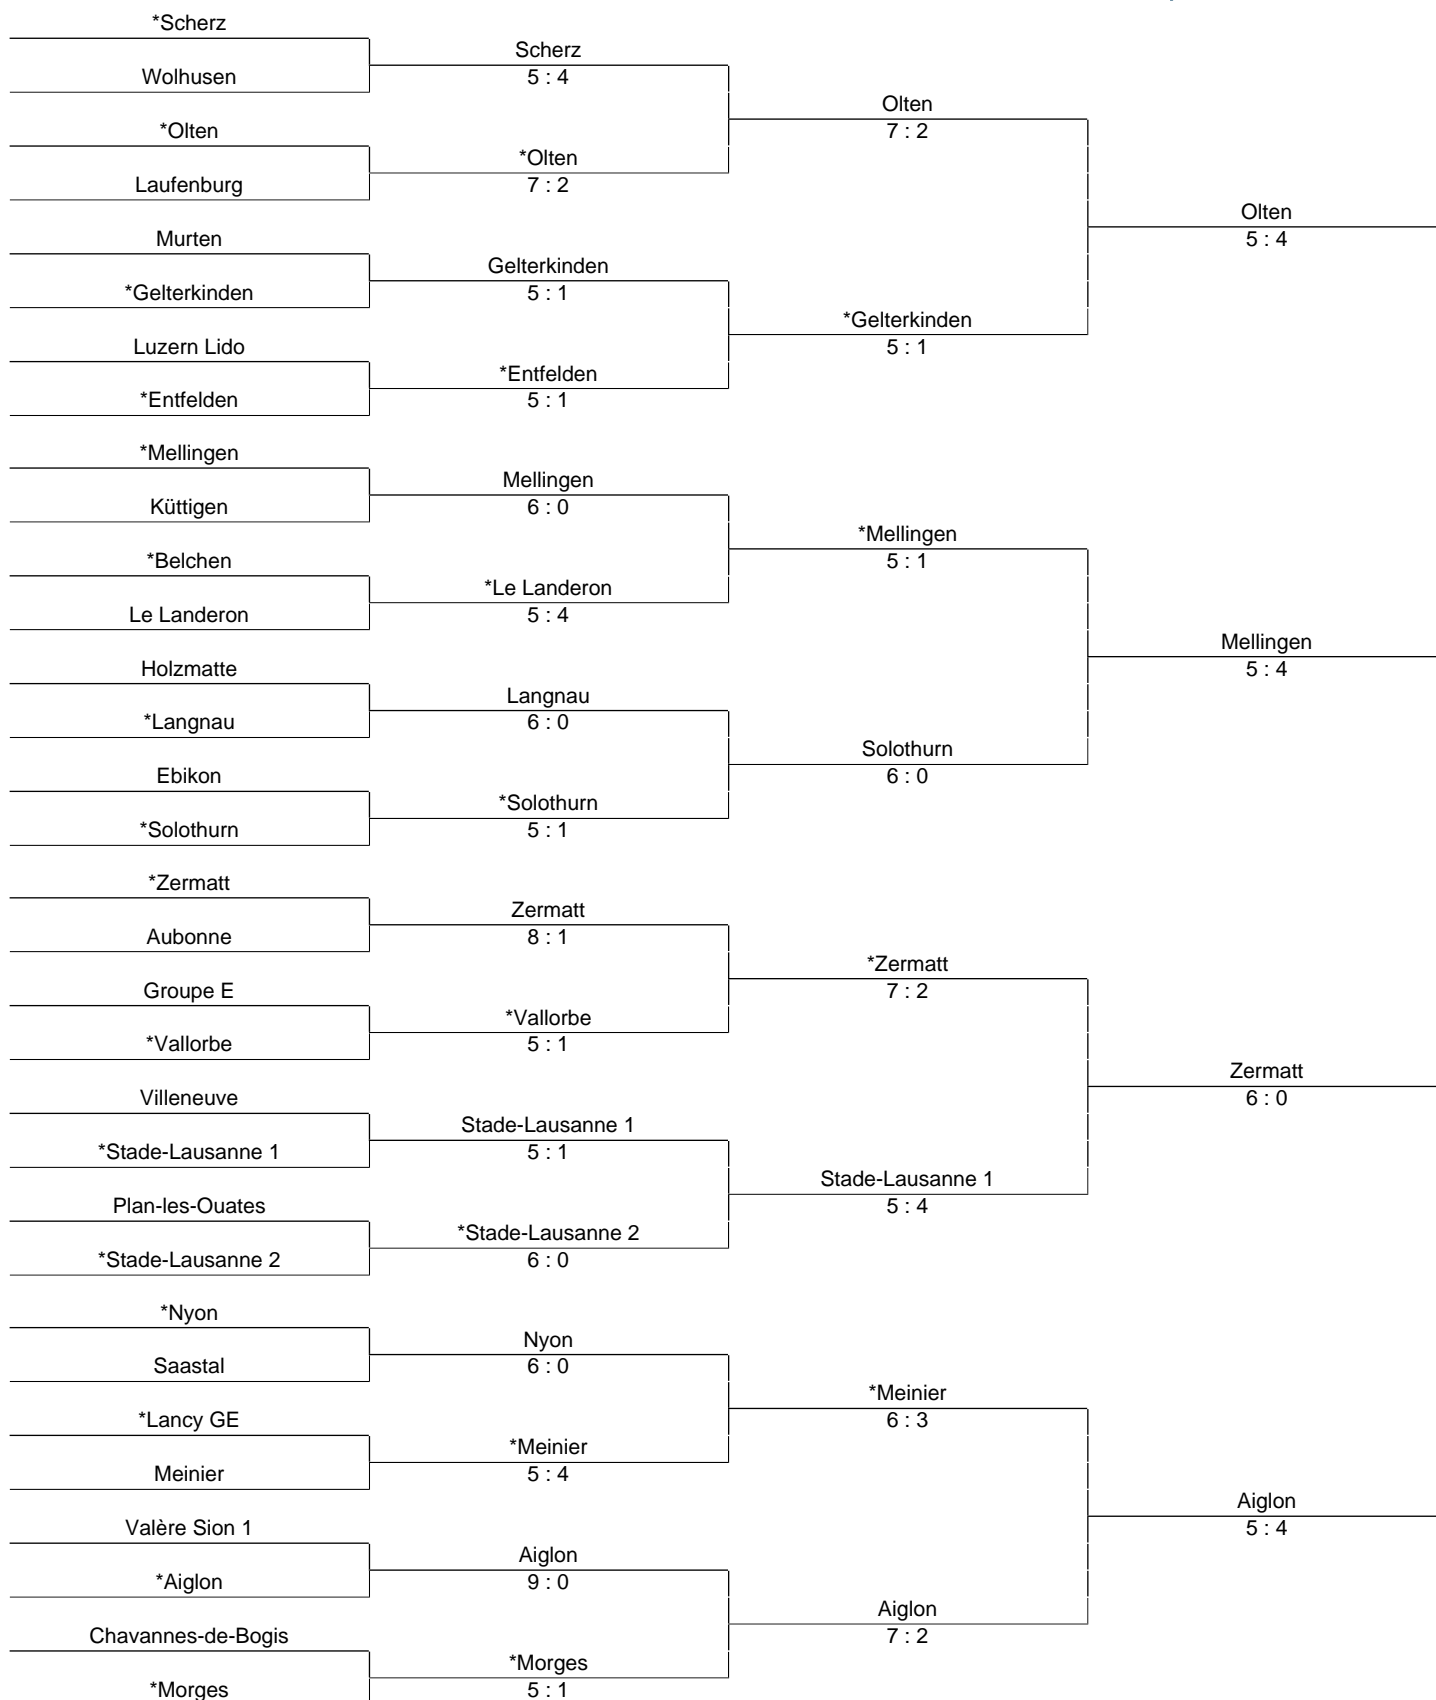 *Scherz
Scherz
Wolhusen
5 : 4
Olten
*Olten
7 : 2
*Olten
Laufenburg
7 : 2
Olten
Murten
5 : 4
Gelterkinden
*Gelterkinden
5 : 1
*Gelterkinden
Luzern Lido
5 : 1
*Entfelden
*Entfelden
5 : 1
*Mellingen
Mellingen
Küttigen
6 : 0
*Mellingen
*Belchen
5 : 1
*Le Landeron
Le Landeron
5 : 4
Mellingen
Holzmatte
5 : 4
Langnau
*Langnau
6 : 0
Solothurn
Ebikon
6 : 0
*Solothurn
*Solothurn
5 : 1
*Zermatt
Zermatt
Aubonne
8 : 1
*Zermatt
Groupe E
7 : 2
*Vallorbe
*Vallorbe
5 : 1
Zermatt
Villeneuve
6 : 0
Stade-Lausanne 1
*Stade-Lausanne 1
5 : 1
Stade-Lausanne 1
Plan-les-Ouates
5 : 4
*Stade-Lausanne 2
*Stade-Lausanne 2
6 : 0
*Nyon
Nyon
Saastal
6 : 0
*Meinier
*Lancy GE
6 : 3
*Meinier
Meinier
5 : 4
Aiglon
Valère Sion 1
5 : 4
Aiglon
*Aiglon
9 : 0
Aiglon
Chavannes-de-Bogis
7 : 2
*Morges
*Morges
5 : 1